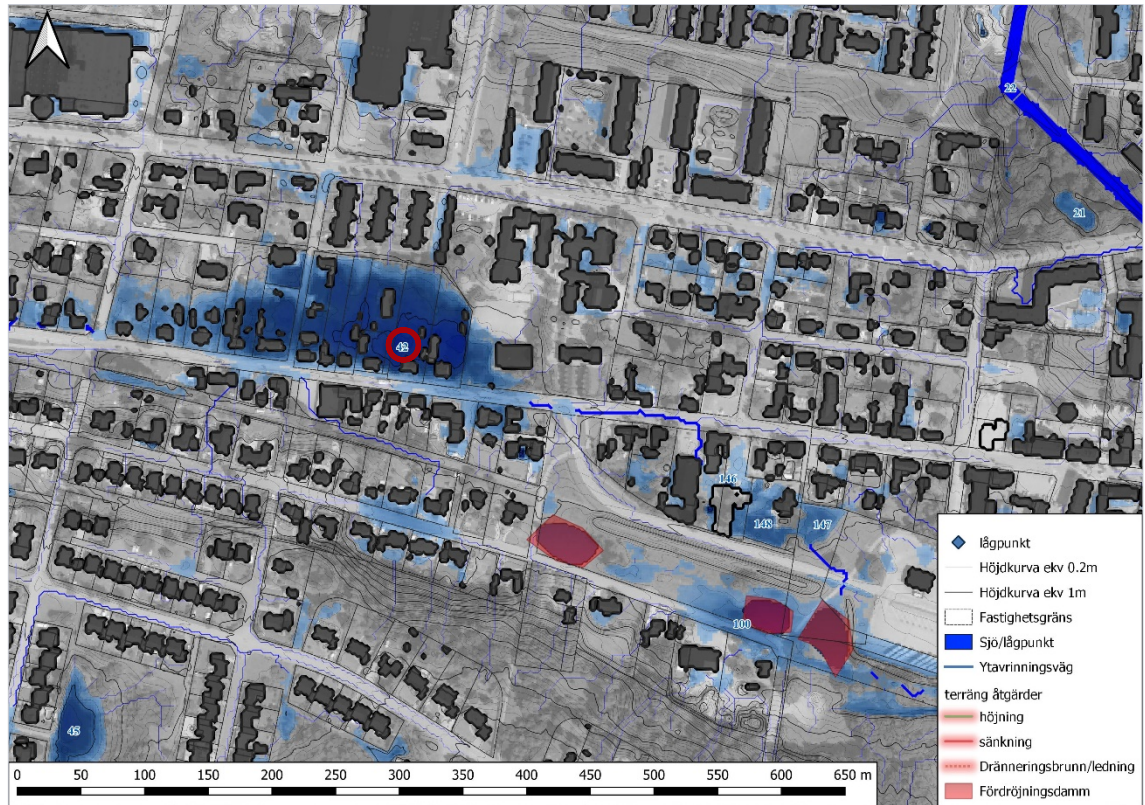 22
21
42
146
148
147
100
45
lågpunkt
Höjdkurva ekv 0.2m
Höjdkurva ekv 1m
Fastighetsgräns
Sjö/lågpunkt
Ytavrinningsväg
terräng åtgärder
höjning
sänkning
Dränneringsbrunn/ledning
Fördröjningsdamm
0 50 100 150 200 250 300 350 400 450 500 550 600 650 m